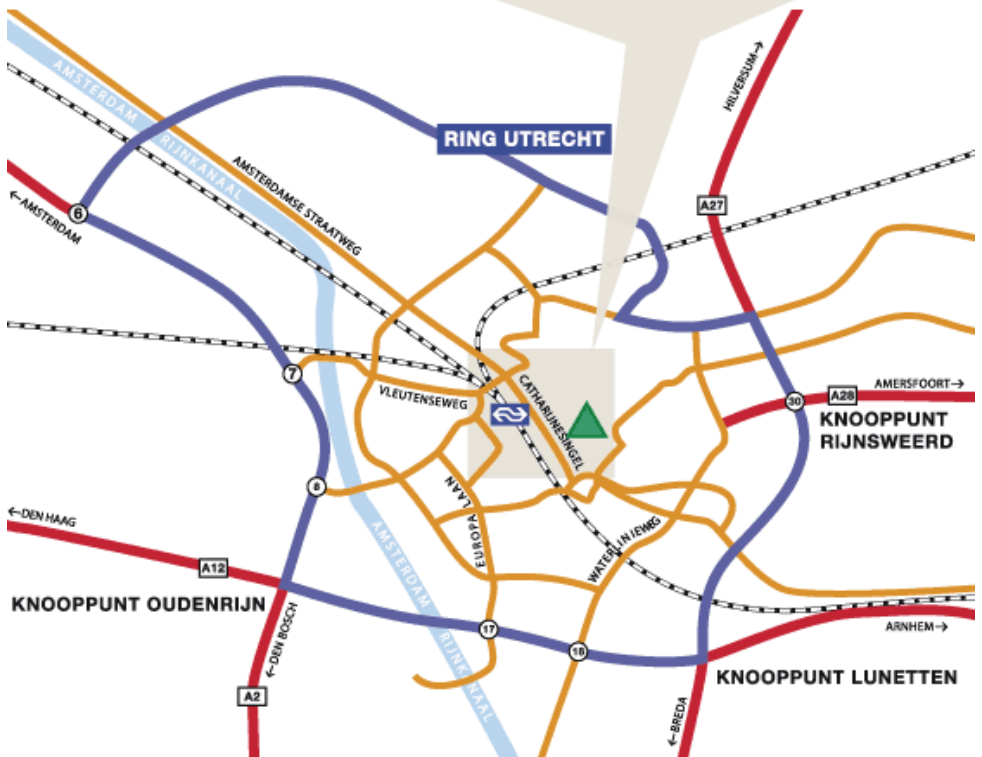 HILVERSUM→
AMSTERDAM
RIJNKANAAL
RING UTRECHT
AMSTERDAMSE STRAATWEG
A27
6
←AMSTERDAM
7
VLEUTENSEWEG
CATHARIJNESINGEL
30
A28
AMERSFOORT→
KNOOPPUNT
RIJNSWEERD
8
EUROPA LAAN
←DEN HAAG
A12
WATERLINIEWEG
AMSTERDAM
RIJNKANAAL
KNOOPPUNT OUDENRIJN
←DEN BOSCH
17
18
ARNHEM→
KNOOPPUNT LUNETTEN
A2
←BREDA